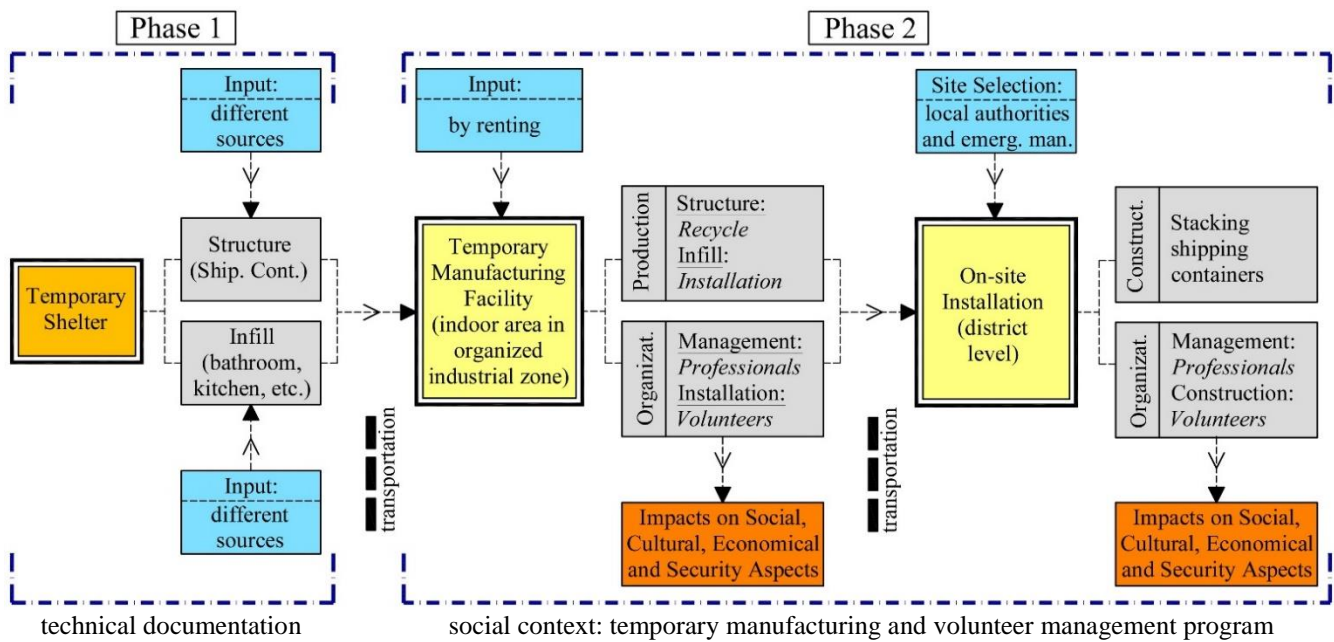 Phase 1
Phase 2
Input:
different
sources
Input:
by renting
Site Selection:
local authorities
and emerg. man.
Temporary
Shelter
Structure
(Ship. Cont.)
Infill
(bathroom,
kitchen, etc.)
Input:
different
sources
transportation
Temporary
Manufacturing
Facility
(indoor area in
organized
industrial zone)
Production
Structure:
Recycle
Infill:
Installation
Organizat.
Management:
Professionals
Installation:
Volunteers
Impacts on Social,
Cultural, Economical
and Security Aspects
transportation
On-site
Installation
(district
level)
Construct.
Stacking
shipping
containers
Organizat.
Management:
Professionals
Construction:
Volunteers
Impacts on Social,
Cultural, Economical
and Security Aspects
technical documentation
social context: temporary manufacturing and volunteer management program